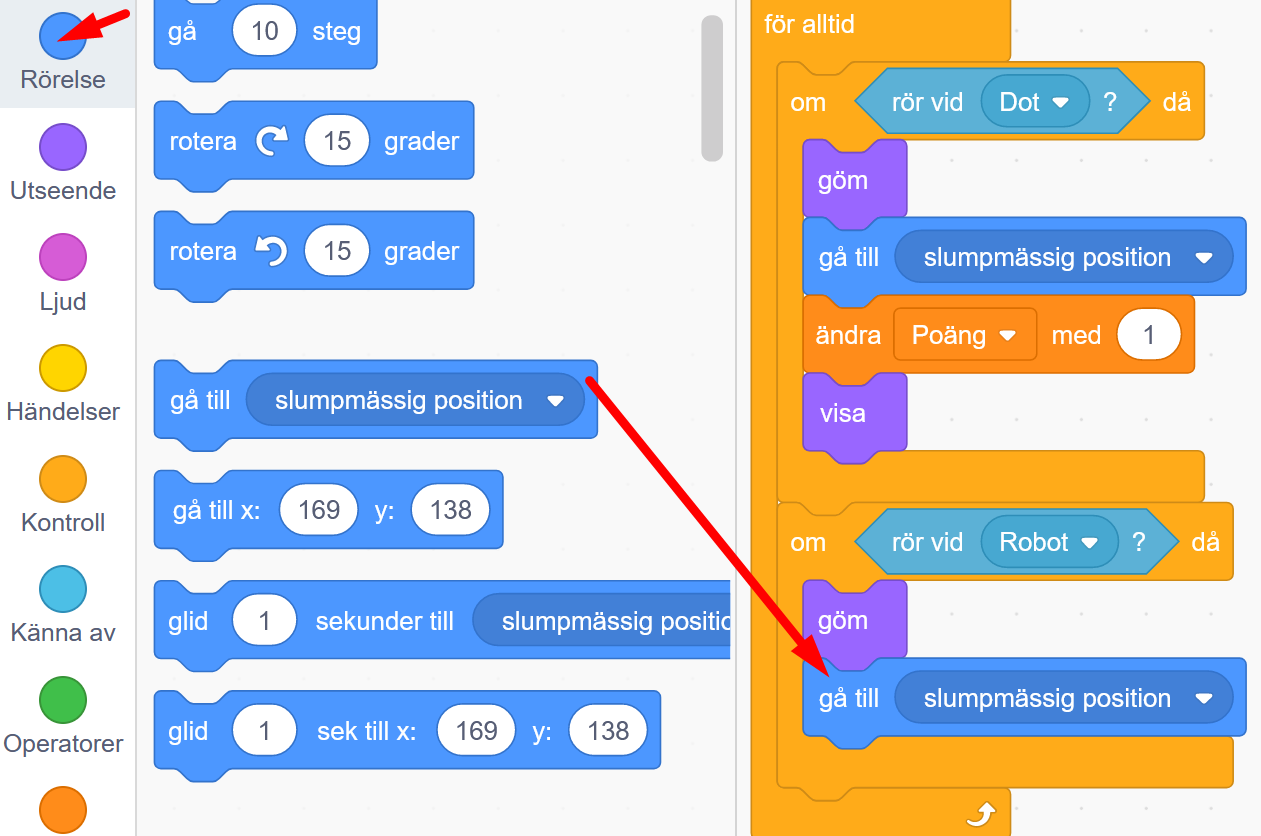 Rörelse
Utseende
Ljud
Händelser
Kontroll
Känna av
Operatorer
gå 10 steg
rotera 15 grader
rotera 15 grader
gå till slumpmässig position
gå till x: 169 y: 138
glid 1 sekunder till slumpmässig positio
glid 1 sek till x: 169 y: 138
för alltid
om rör vid Dot ? då
göm
gå till slumpmässig position
ändra Poäng med 1
visa
om rör vid Robot ? då
göm
gå till slumpmässig position